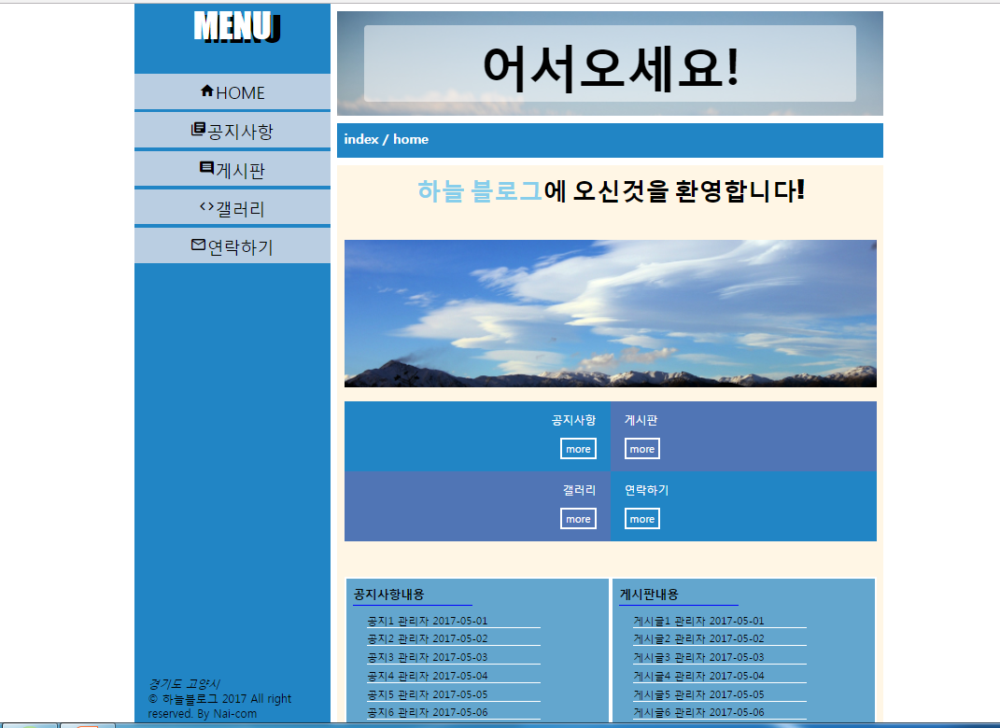 MENU
HOME
공지사항
게시판
갤러리
연락하기
경기도 고양시
© 하늘블로그 2017 All right
reserved. By Nai-com
어서오세요!
index / home
하늘 블로그에 오신것을 환영합니다!
공지사항
more
게시판
more
갤러리
more
연락하기
more
공지사항내용
공지1 관리자 2017-05-01
공지2 관리자 2017-05-02
공지3 관리자 2017-05-03
공지4 관리자 2017-05-04
공지5 관리자 2017-05-05
공지6 관리자 2017-05-06
게시판내용
게시글1 관리자 2017-05-01
게시글2 관리자 2017-05-02
게시글3 관리자 2017-05-03
게시글4 관리자 2017-05-04
게시글5 관리자 2017-05-05
게시글6 관리자 2017-05-06